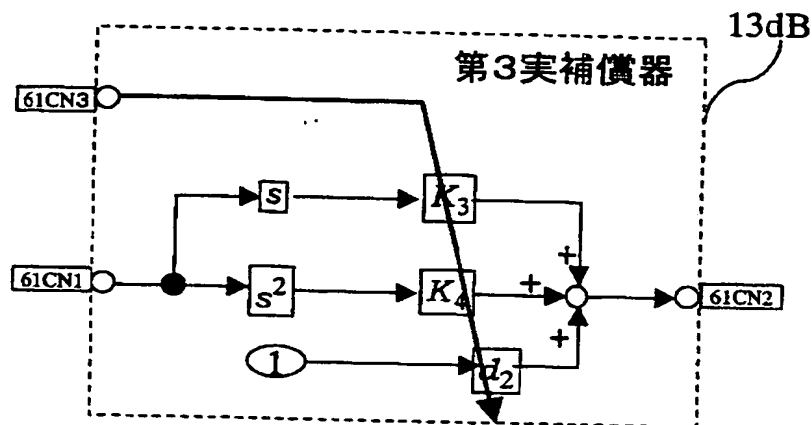 13dB
第3実補償器
61CN3
s
K₃
+
61CN1
s²
K₄
+
61CN2
1
d₂
+